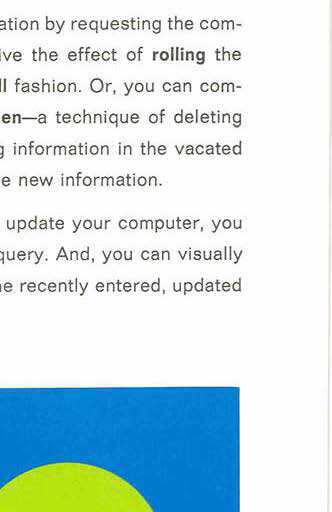 ation by requesting the com-
ive the effect of rolling the
ll fashion. Or, you can com-
en—a technique of deleting
g information in the vacated
e new information.
update your computer, you
query. And, you can visually
he recently entered, updated